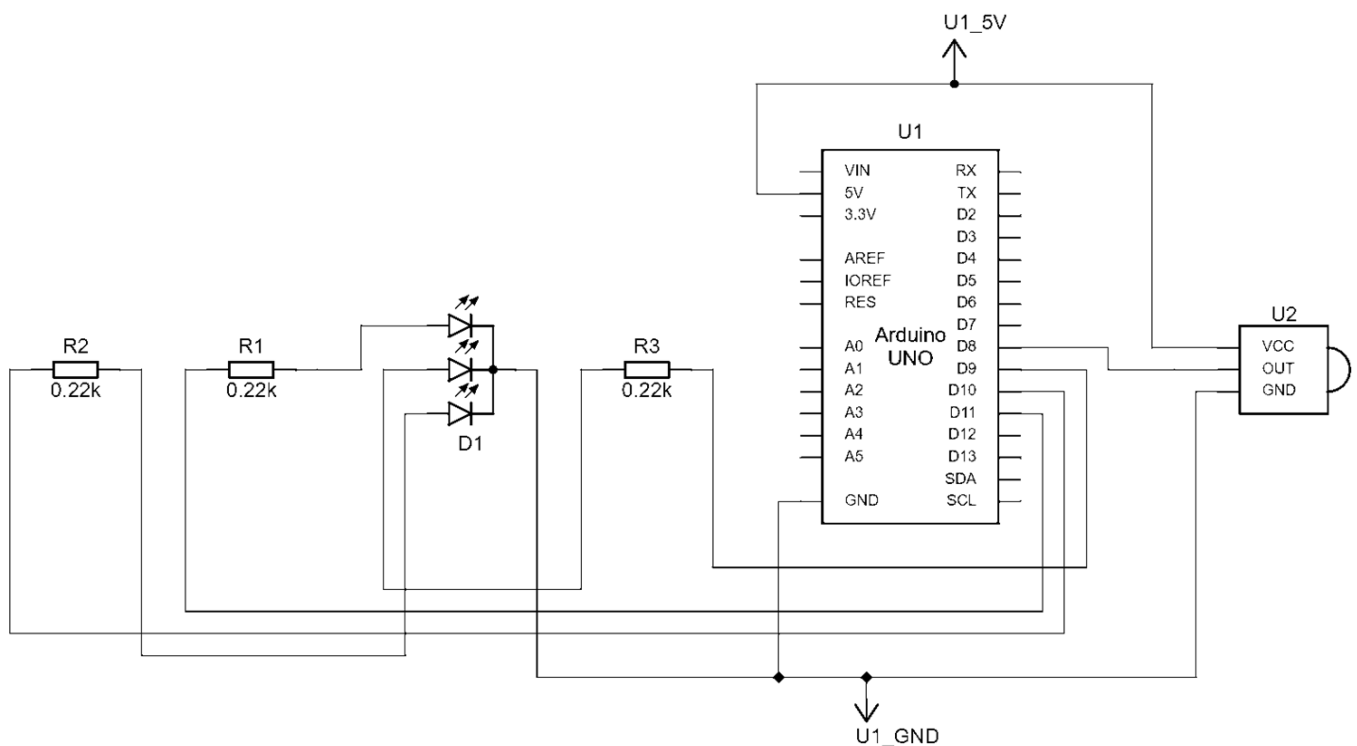 U1_5V
U1
VIN RX
5V TX
3.3V D2
D3
AREF D4
IOREF D5
RES D6
D7
Arduino
UNO
A0 D8
A1 D9
A2 D10
A3 D11
A4 D12
A5 D13
SDA
GND SCL
R2
0.22k
R1
0.22k
D1
R3
0.22k
U2
VCC
OUT
GND
U1_GND